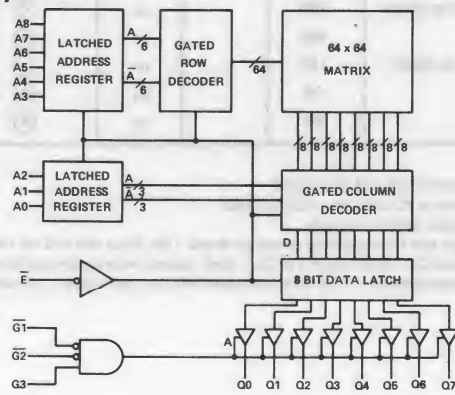 A8
A7
A6
A5
A4
A3
LATCHED
ADDRESS
REGISTER
A
6
A̅
6
GATED
ROW
DECODER
64
64 x 64
MATRIX
8 8 8 8 8 8 8 8
A2
A1
A0
LATCHED
ADDRESS
REGISTER
A
3
A̅
3
GATED COLUMN
DECODER
D
E̅
8 BIT DATA LATCH
G̅1̅
G̅2̅
G3
A
Q0 Q1 Q2 Q3 Q4 Q5 Q6 Q7